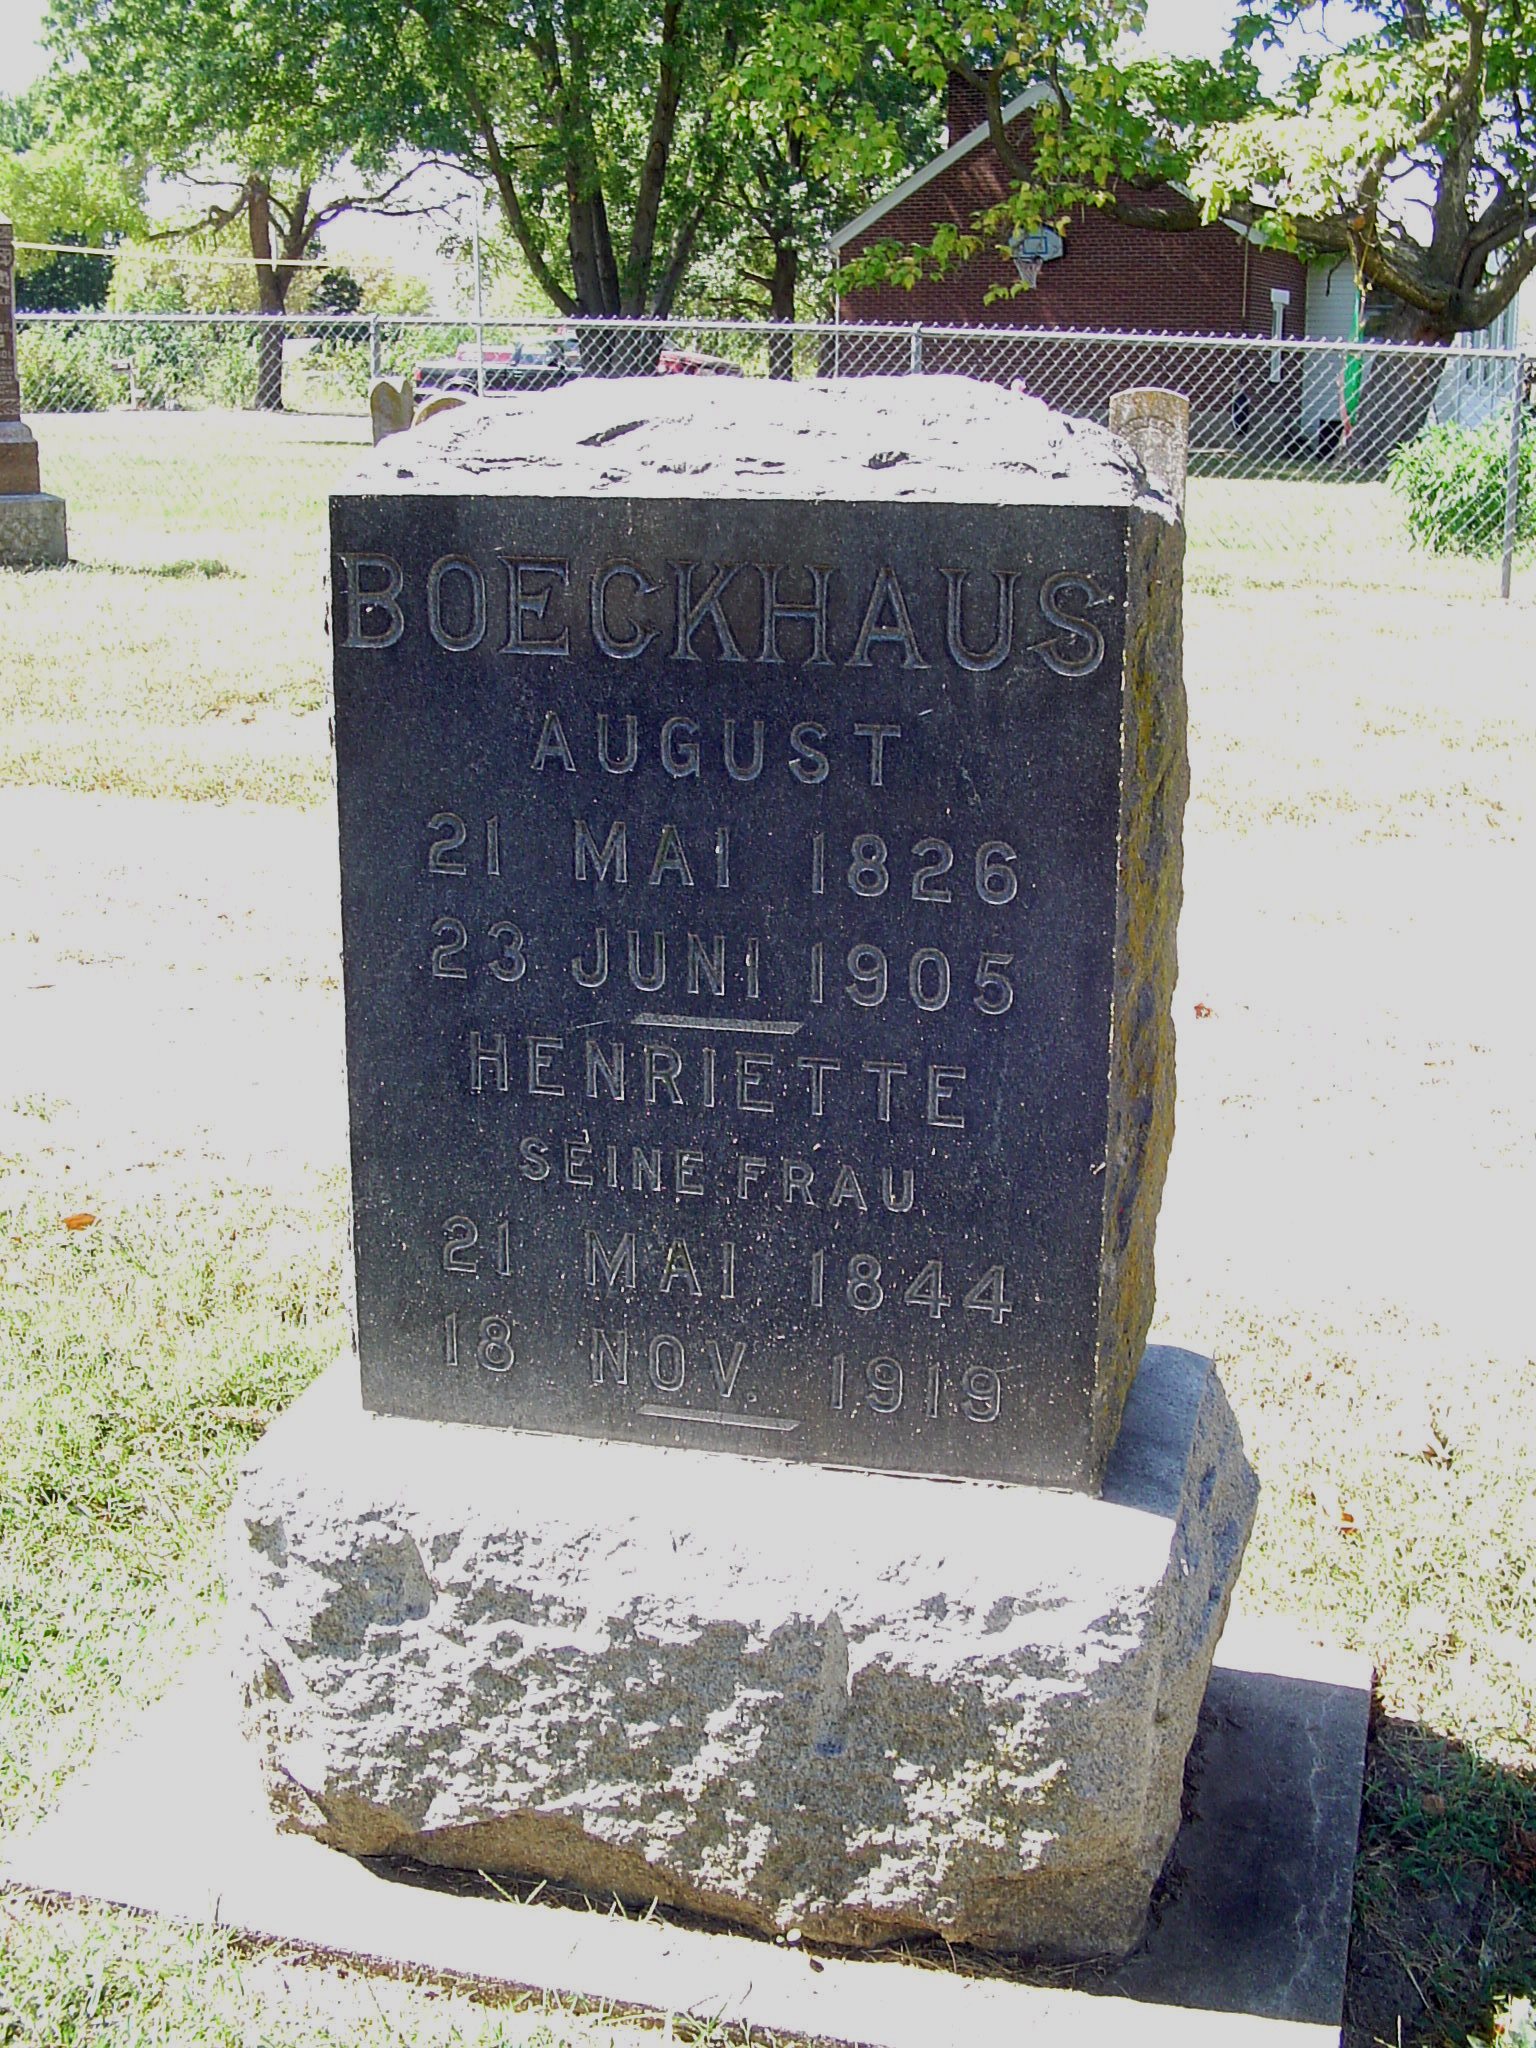 BOECKHAUS
AUGUST
21 MAI 1826
23 JUNI 1905
HENRIETTE
SEINE FRAU
21 MAI 1844
18 NOV. 1919